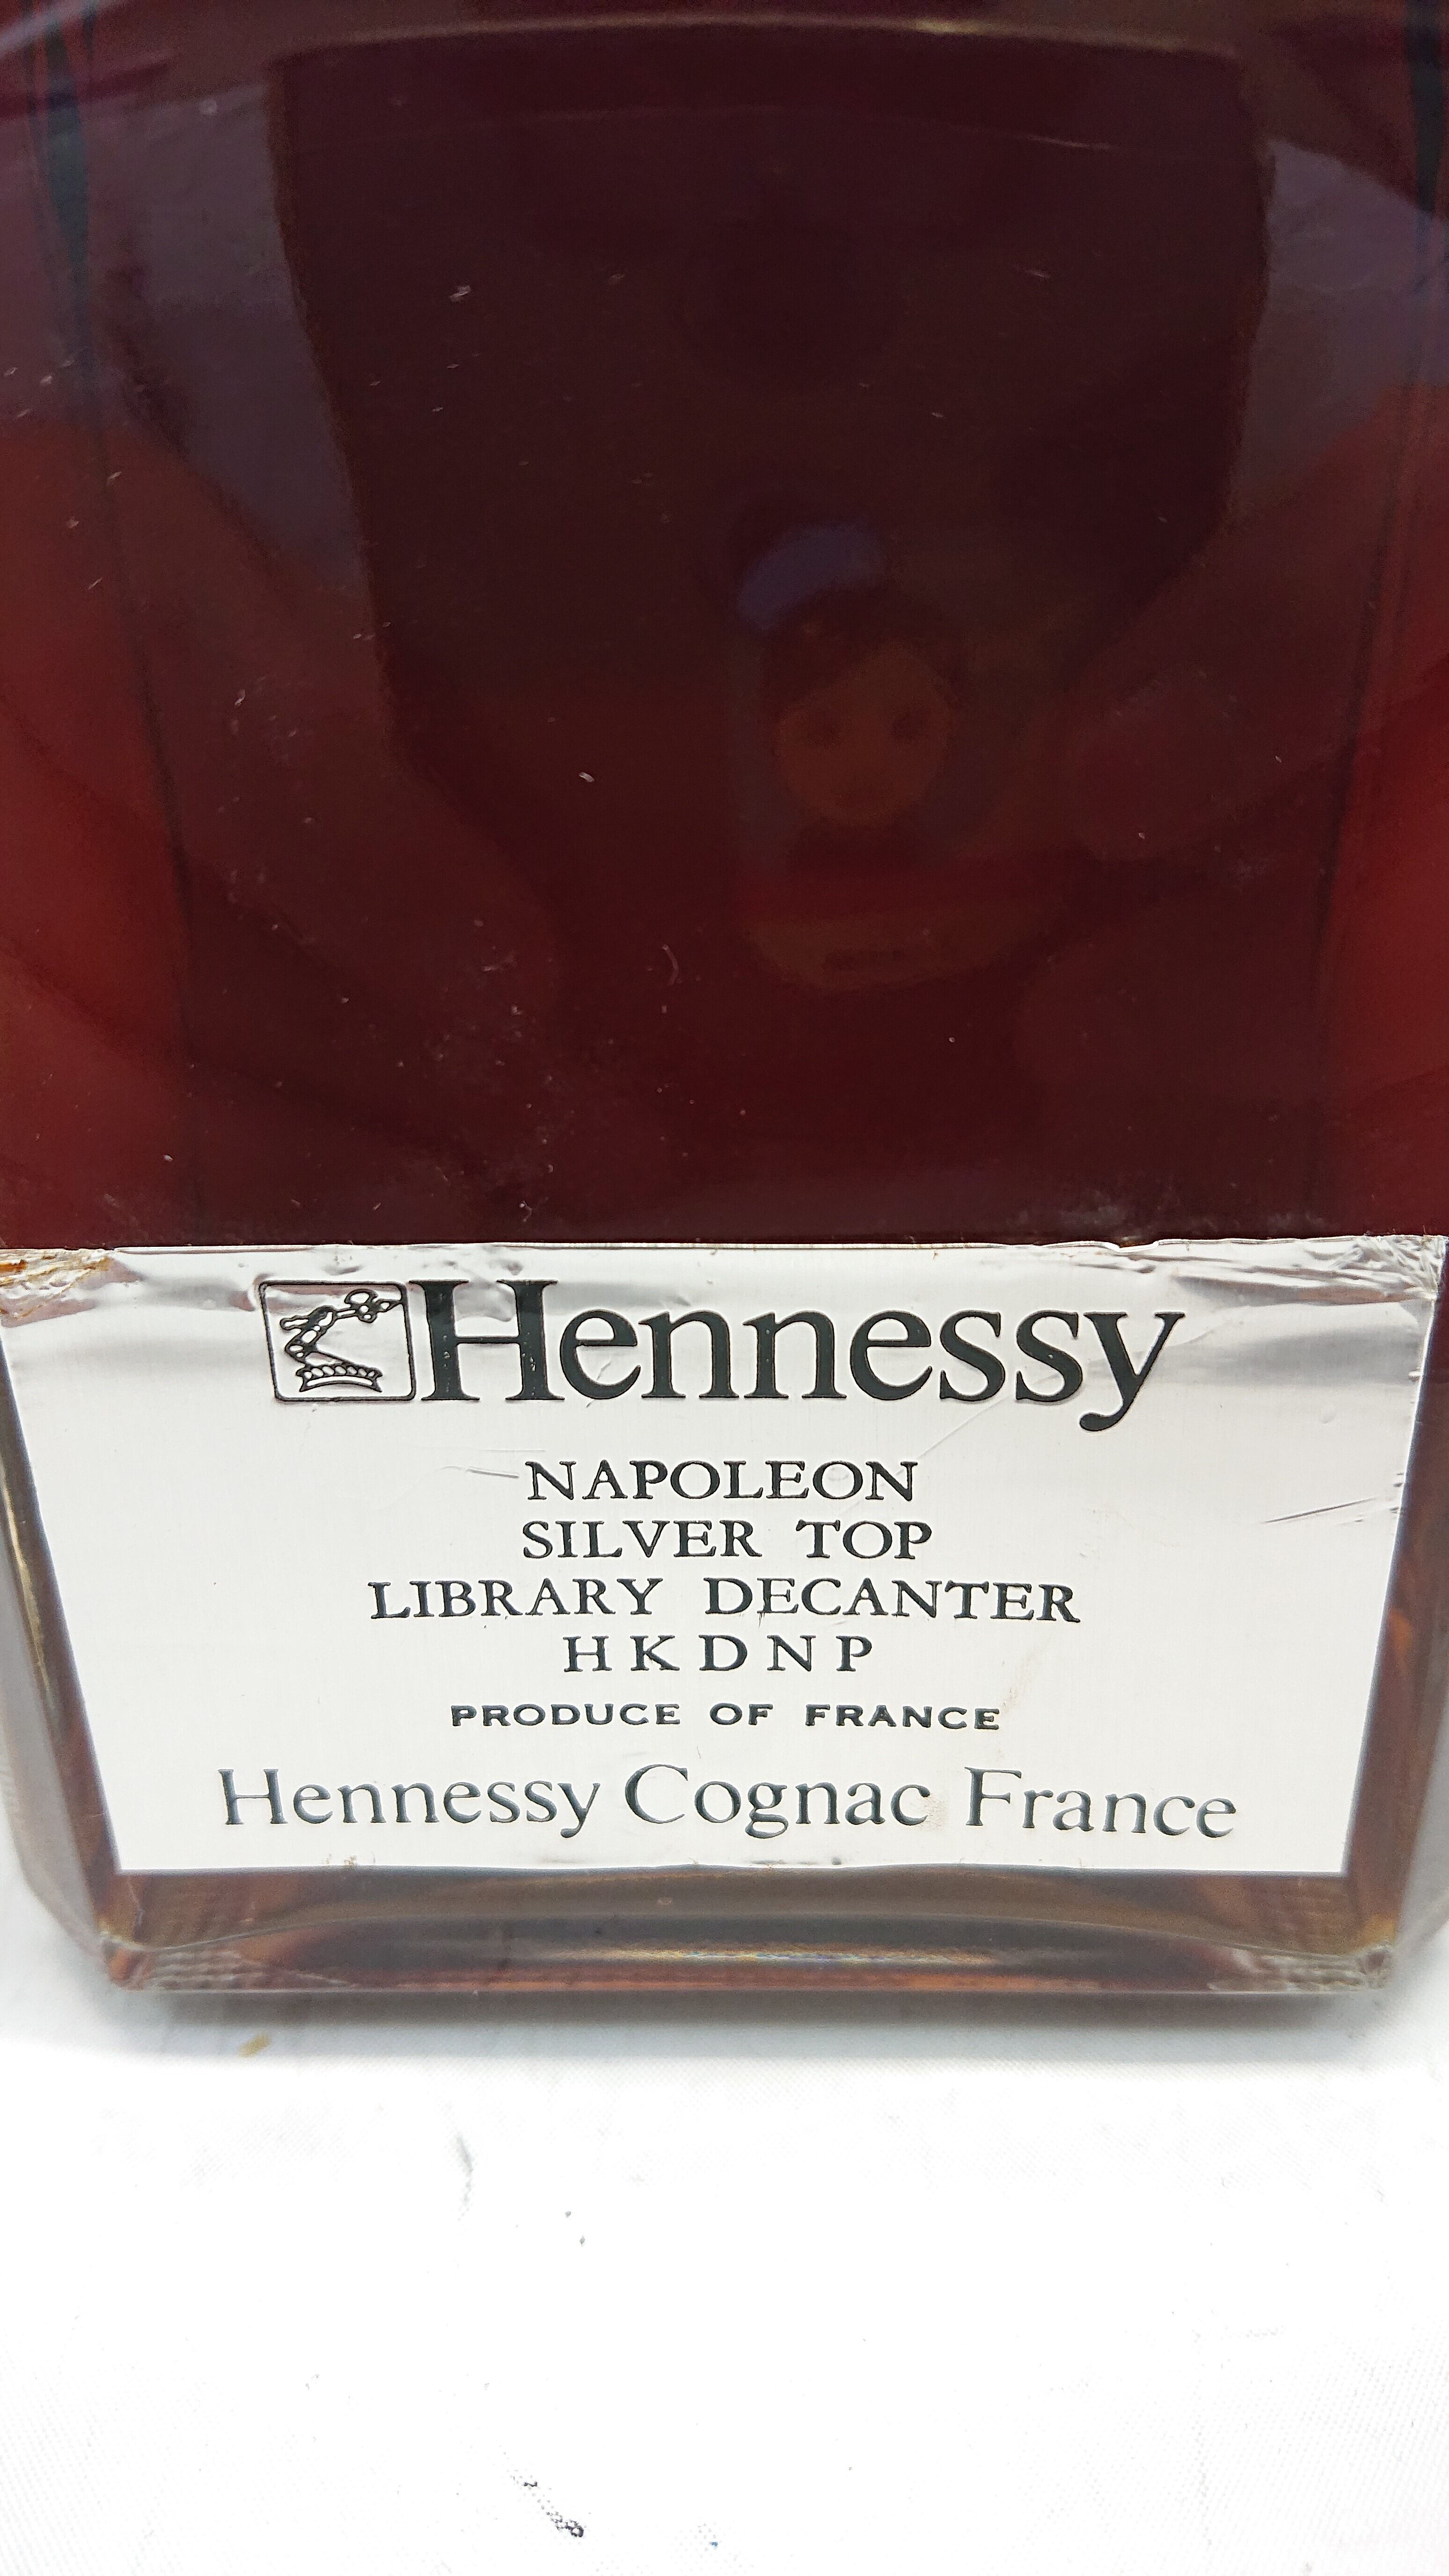 Hennessy
NAPOLEON
SILVER TOP
LIBRARY DECANTER
HKDNP
PRODUCE OF FRANCE
Hennessy Cognac France